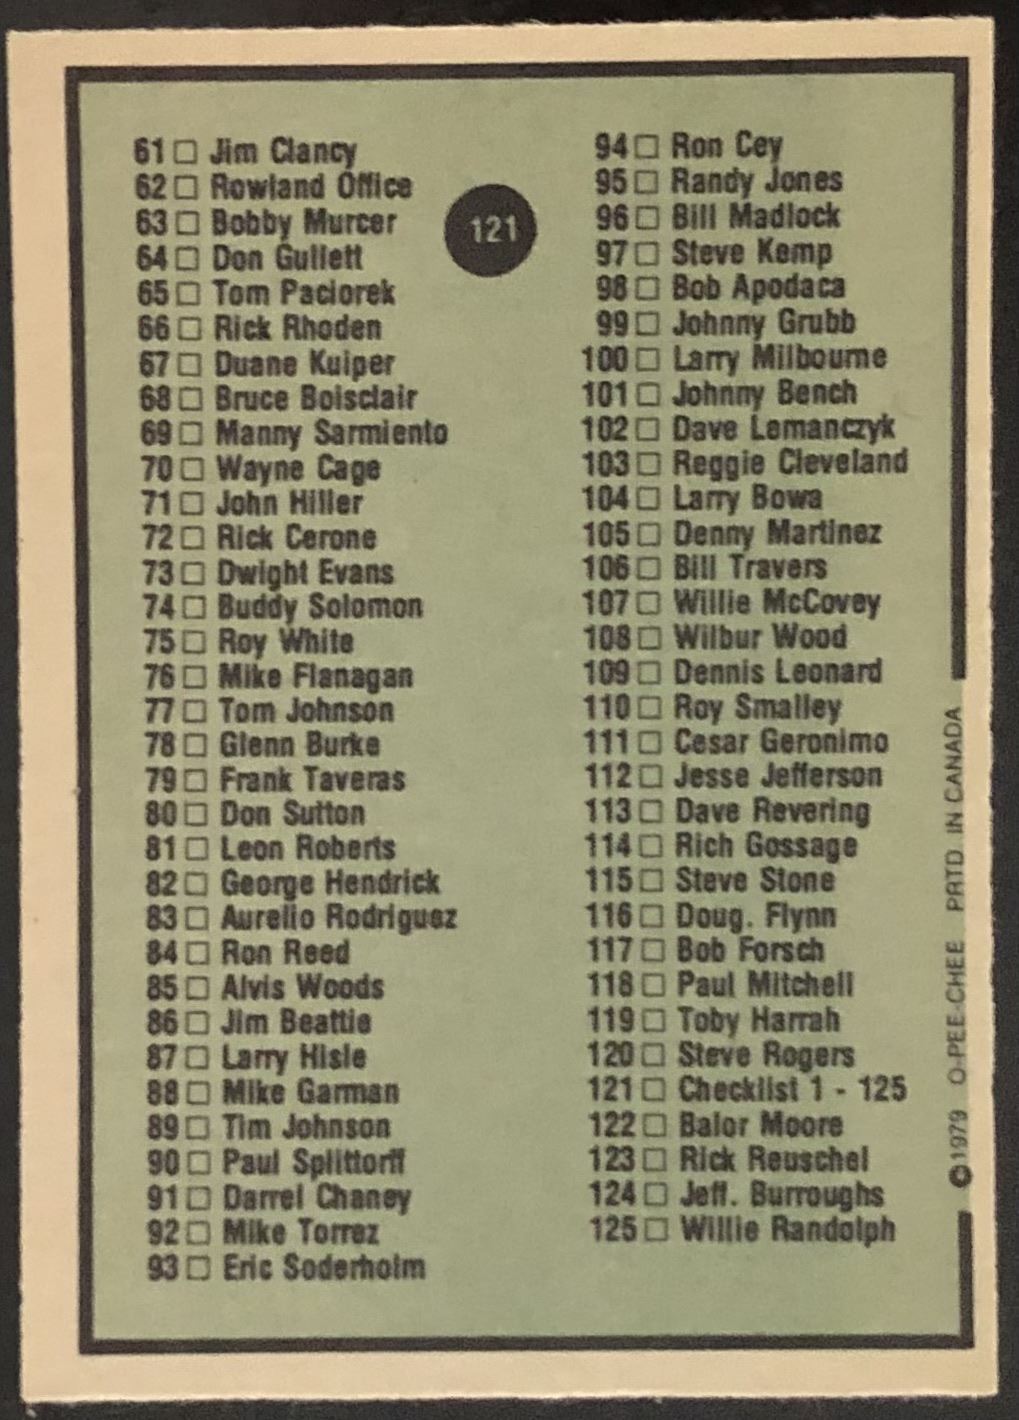 61 □ Jim Clancy
62 □ Rowland Office
63 □ Bobby Murcer
64 □ Don Gullett
65 □ Tom Paciorek
66 □ Rick Rhoden
67 □ Duane Kuiper
68 □ Bruce Boisclair
69 □ Manny Sarmiento
70 □ Wayne Cage
71 □ John Hiller
72 □ Rick Cerone
73 □ Dwight Evans
74 □ Buddy Solomon
75 □ Roy White
76 □ Mike Flanagan
77 □ Tom Johnson
78 □ Glenn Burke
79 □ Frank Taveras
80 □ Don Sutton
81 □ Leon Roberts
82 □ George Hendrick
83 □ Aurelio Rodriguez
84 □ Ron Reed
85 □ Alvis Woods
86 □ Jim Beattie
87 □ Larry Hisle
88 □ Mike Garman
89 □ Tim Johnson
90 □ Paul Splittorff
91 □ Darrel Chaney
92 □ Mike Torrez
93 □ Eric Soderholm
121
94 □ Ron Cey
95 □ Randy Jones
96 □ Bill Madlock
97 □ Steve Kemp
98 □ Bob Apodaca
99 □ Johnny Grubb
100 □ Larry Milbourne
101 □ Johnny Bench
102 □ Dave Lemanczyk
103 □ Reggie Cleveland
104 □ Larry Bowa
105 □ Denny Martinez
106 □ Bill Travers
107 □ Willie McCovey
108 □ Wilbur Wood
109 □ Dennis Leonard
110 □ Roy Smalley
111 □ Cesar Geronimo
112 □ Jesse Jefferson
113 □ Dave Revering
114 □ Rich Gossage
115 □ Steve Stone
116 □ Doug. Flynn
117 □ Bob Forsch
118 □ Paul Mitchell
119 □ Toby Harrah
120 □ Steve Rogers
121 □ Checklist 1 - 125
122 □ Balor Moore
123 □ Rick Reuschel
124 □ Jeff. Burroughs
125 □ Willie Randolph
©1979 O-PEE-CHEE PRTD. IN CANADA